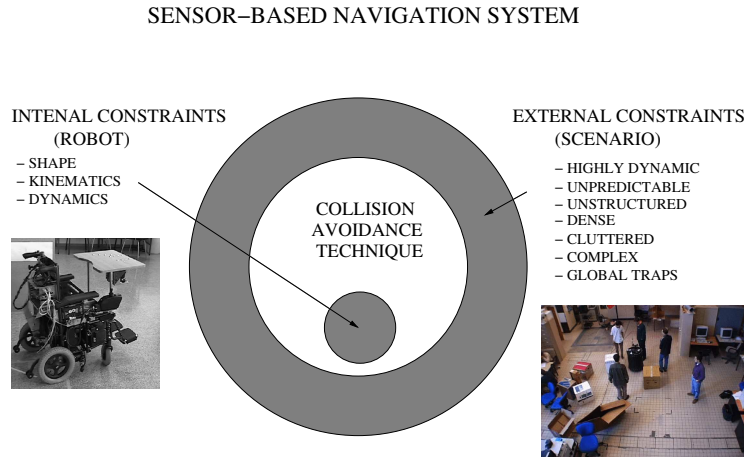 SENSOR–BASED NAVIGATION SYSTEM
INTENAL CONSTRAINTS
(ROBOT)
– SHAPE
– KINEMATICS
– DYNAMICS
COLLISION
AVOIDANCE
TECHNIQUE
EXTERNAL CONSTRAINTS
(SCENARIO)
– HIGHLY DYNAMIC
– UNPREDICTABLE
– UNSTRUCTURED
– DENSE
– CLUTTERED
– COMPLEX
– GLOBAL TRAPS